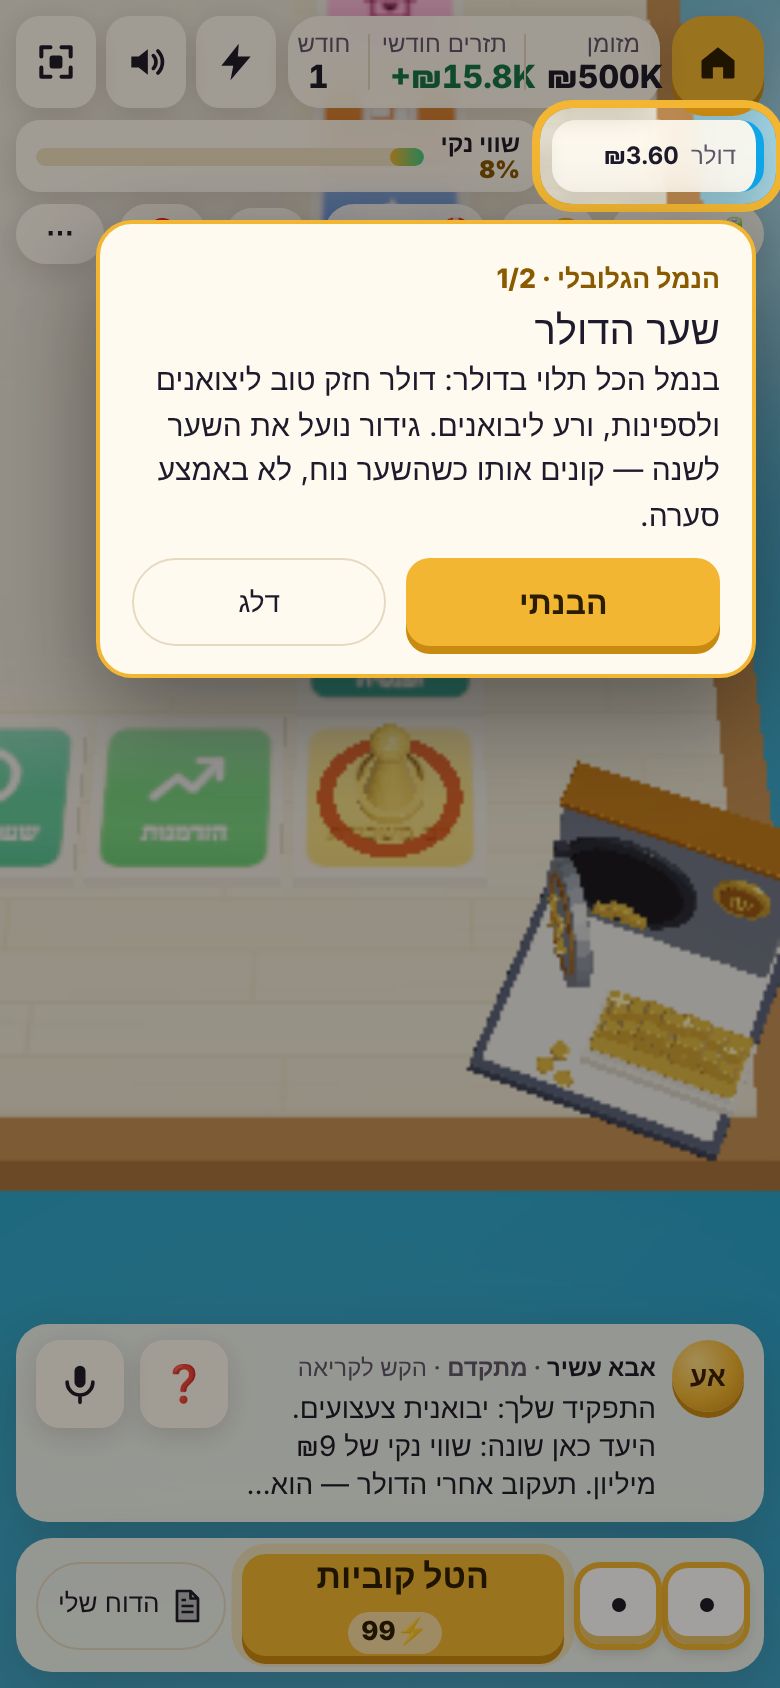 מזומן
₪500K
תזרים חודשי
+₪15.8K
חודש
1
דולר ₪3.60
שווי נקי
8%
...
הנמל הגלובלי · 1/2
שער הדולר
בנמל הכל תלוי בדולר: דולר חזק טוב ליצואנים
ולספינות, ורע ליבואנים. גידור נועל את השער
לשנה — קונים אותו כשהשער נוח, לא באמצע
סערה.
הבנתי
דלג
הזדמנות
אע
אבא עשיר · מתקדם · הקש לקריאה
התפקיד שלך: יבואנית צעצועים.
היעד כאן שונה: שווי נקי של ₪9
מיליון. תעקוב אחרי הדולר — הוא...
❓
הטל קוביות
⚡99
הדוח שלי